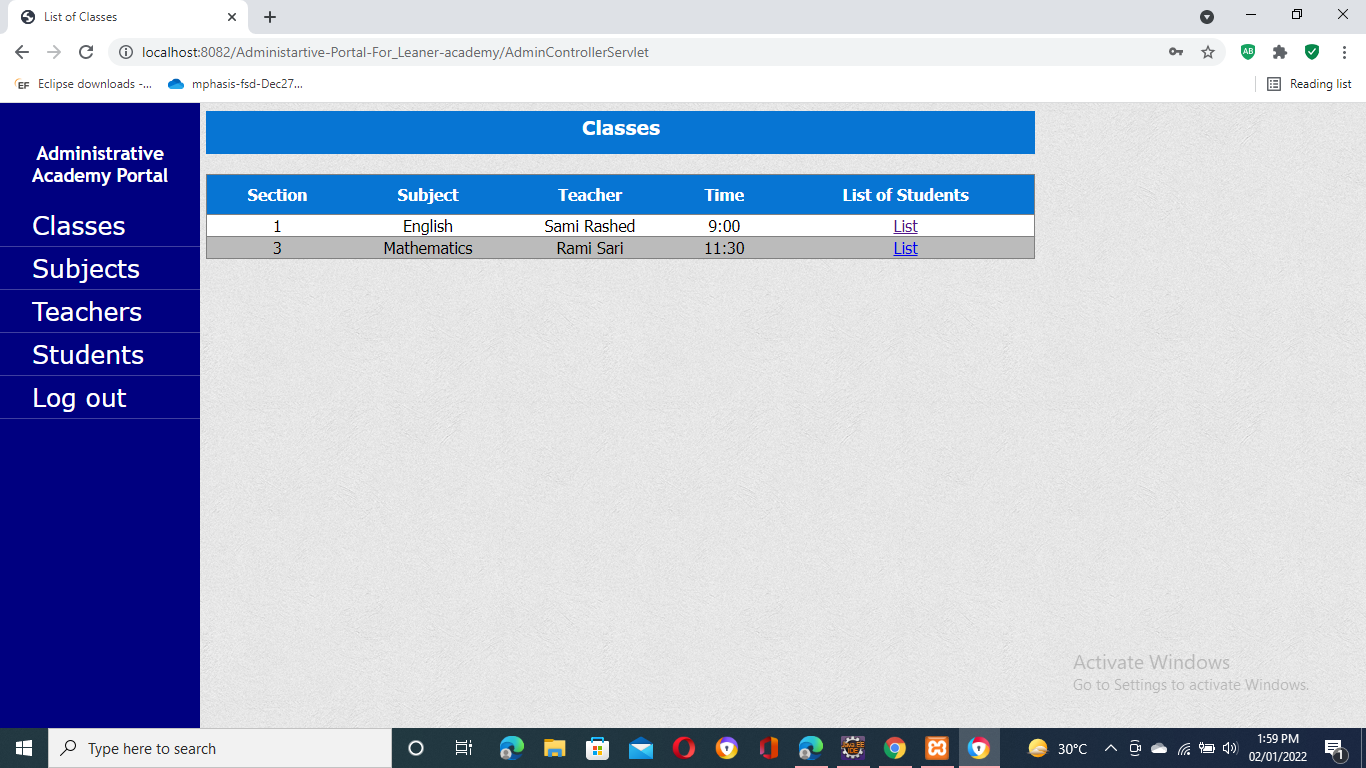 List of Classes
localhost:8082/Administartive-Portal-For_Leaner-academy/AdminControllerServlet
AB
EF Eclipse downloads -... mphasis-fsd-Dec27... Reading list
Administrative
Academy Portal
Classes
Subjects
Teachers
Students
Log out
Classes
Section Subject Teacher Time List of Students
1 English Sami Rashed 9:00 List
3 Mathematics Rami Sari 11:30 List
Activate Windows
Go to Settings to activate Windows.
Type here to search
30°C
1:59 PM
02/01/2022
1